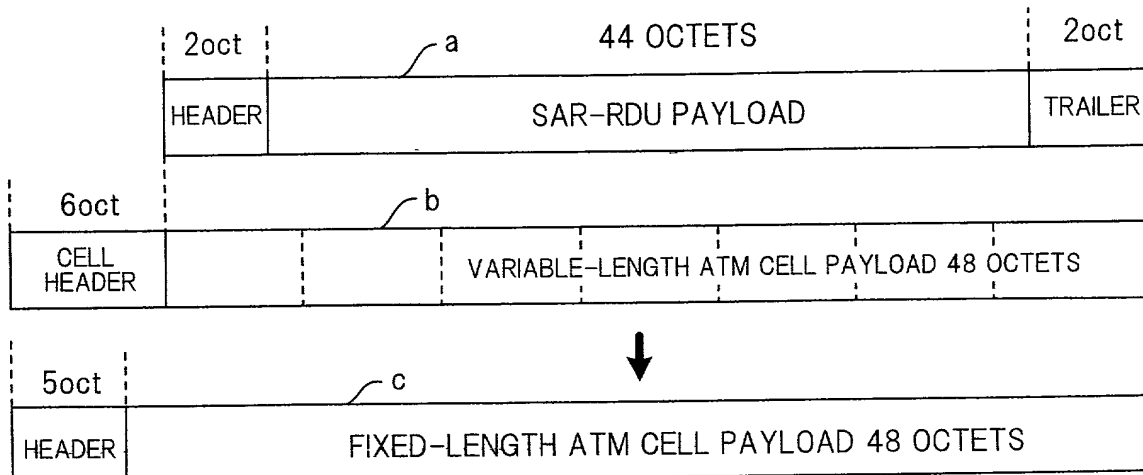 2oct 44 OCTETS 2oct
a
HEADER SAR-RDU PAYLOAD TRAILER
6oct b
CELL HEADER VARIABLE-LENGTH ATM CELL PAYLOAD 48 OCTETS
5oct c
HEADER FIXED-LENGTH ATM CELL PAYLOAD 48 OCTETS